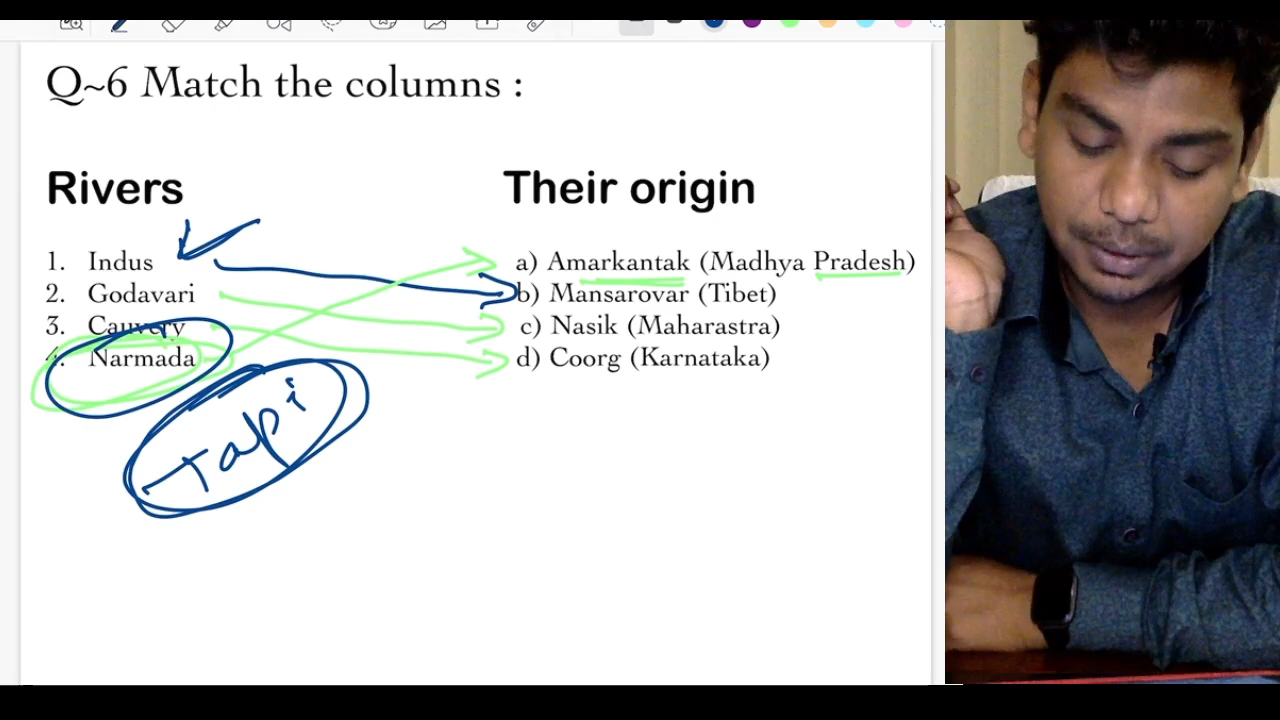 Q~6 Match the columns :
Rivers
Their origin
1. Indus
2. Godavari
3. Cauvery
4. Narmada
a) Amarkantak (Madhya Pradesh)
b) Mansarovar (Tibet)
c) Nasik (Maharastra)
d) Coorg (Karnataka)
Tapi